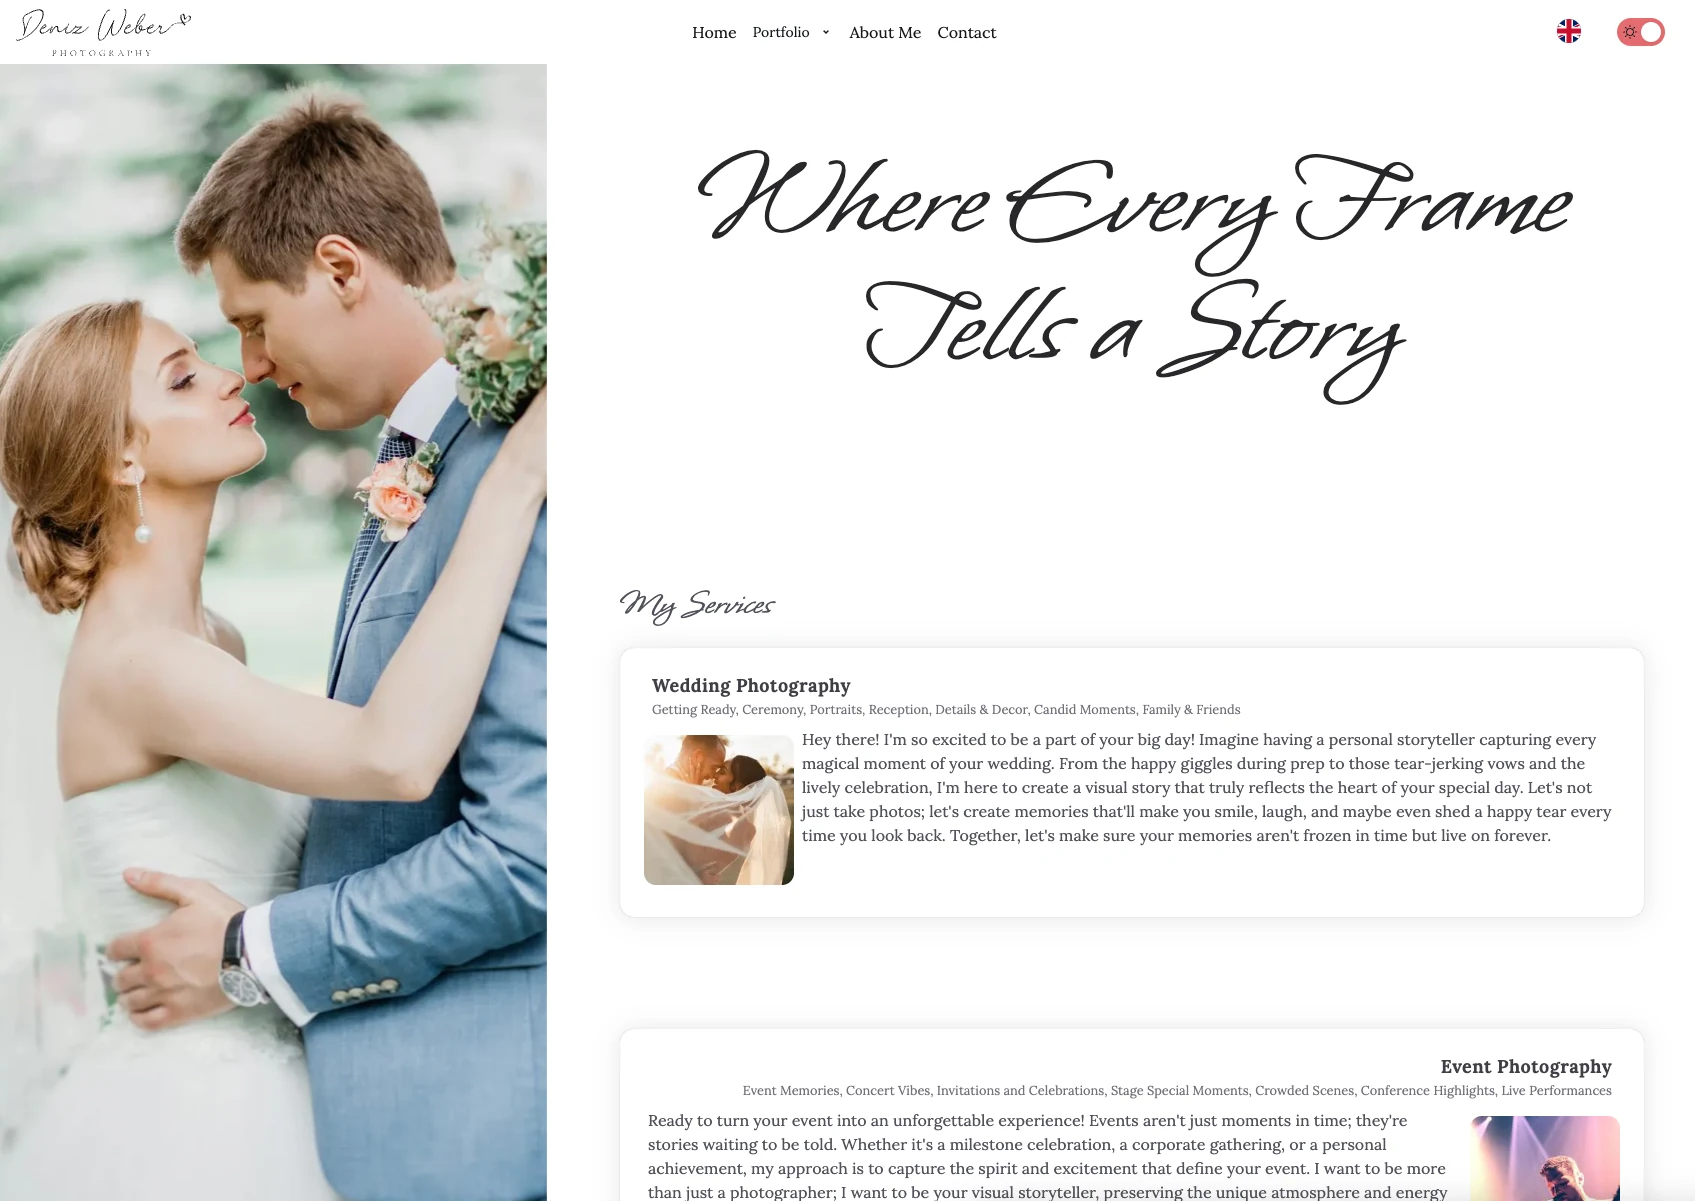 Deniz Weber
PHOTOGRAPHY
Home Portfolio About Me Contact
Where Every Frame
Tells a Story
My Services
Wedding Photography
Getting Ready, Ceremony, Portraits, Reception, Details & Decor, Candid Moments, Family & Friends
Hey there! I'm so excited to be a part of your big day! Imagine having a personal storyteller capturing every
magical moment of your wedding. From the happy giggles during prep to those tear-jerking vows and the
lively celebration, I'm here to create a visual story that truly reflects the heart of your special day. Let's not
just take photos; let's create memories that'll make you smile, laugh, and maybe even shed a happy tear every
time you look back. Together, let's make sure your memories aren't frozen in time but live on forever.
Event Photography
Event Memories, Concert Vibes, Invitations and Celebrations, Stage Special Moments, Crowded Scenes, Conference Highlights, Live Performances
Ready to turn your event into an unforgettable experience! Events aren't just moments in time; they're
stories waiting to be told. Whether it's a milestone celebration, a corporate gathering, or a personal
achievement, my approach is to capture the spirit and excitement that define your event. I want to be more
than just a photographer; I want to be your visual storyteller, preserving the unique atmosphere and energy